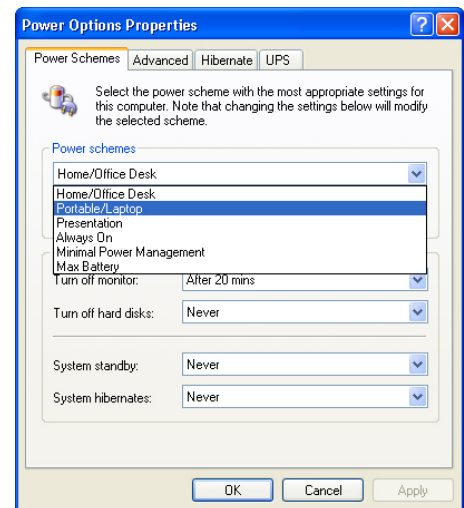 Power Options Properties
Power Schemes Advanced Hibernate UPS
Select the power scheme with the most appropriate settings for
this computer. Note that changing the settings below will modify
the selected scheme.
Power schemes
Home/Office Desk
Home/Office Desk
Portable/Laptop
Presentation
Always On
Minimal Power Management
Max Battery
Turn off monitor: After 20 mins
Turn off hard disks: Never
System standby: Never
System hibernates: Never
OK Cancel Apply